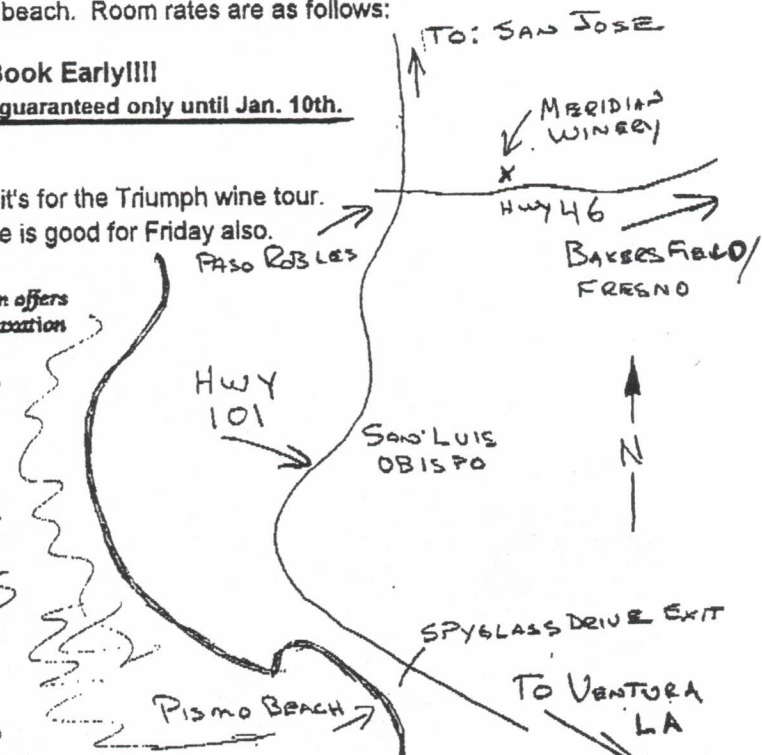 beach. Room rates are as follows:
Book Early!!!!
guaranteed only until Jan. 10th.
it's for the Triumph wine tour.
e is good for Friday also.
n offers
axation
TO: SAN JOSE
MERIDIAN
WINERY
X
HWY 46
PASO ROBLES
BAKERSFIELD/
FRESNO
HWY
101
SAN LUIS
OBISPO
N
SPYGLASS DRIVE EXIT
PISMO BEACH
TO VENTURA
LA